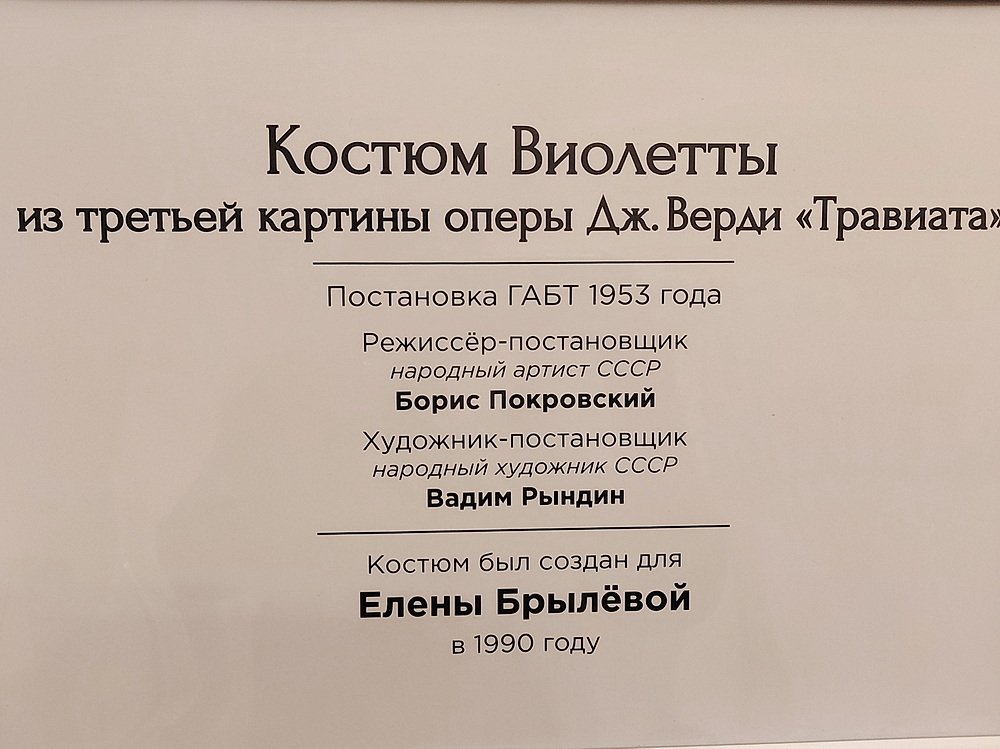 Костюм Виолетты
из третьей картины оперы Дж. Верди «Травиата»
Постановка ГАБТ 1953 года
Режиссёр-постановщик
народный артист СССР
Борис Покровский
Художник-постановщик
народный художник СССР
Вадим Рындин
Костюм был создан для
Елены Брылёвой
в 1990 году